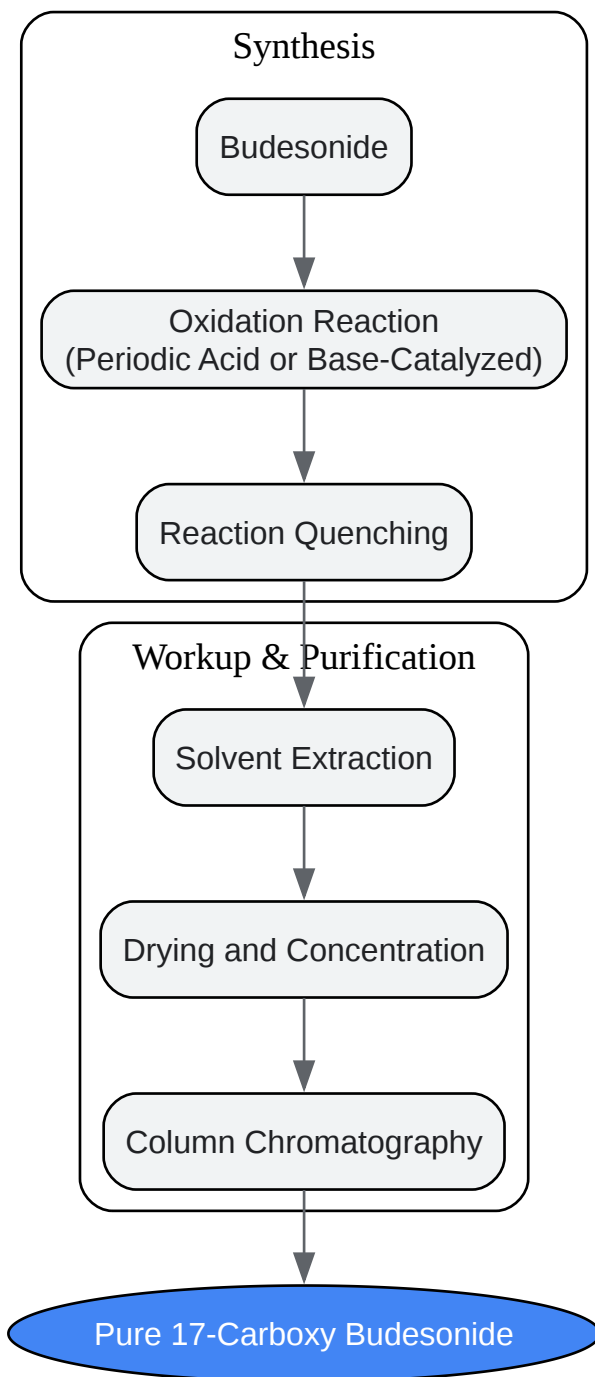 Synthesis
Budesonide
Oxidation Reaction
(Periodic Acid or Base-Catalyzed)
Reaction Quenching
Workup & Purification
Solvent Extraction
Drying and Concentration
Column Chromatography
Pure 17-Carboxy Budesonide